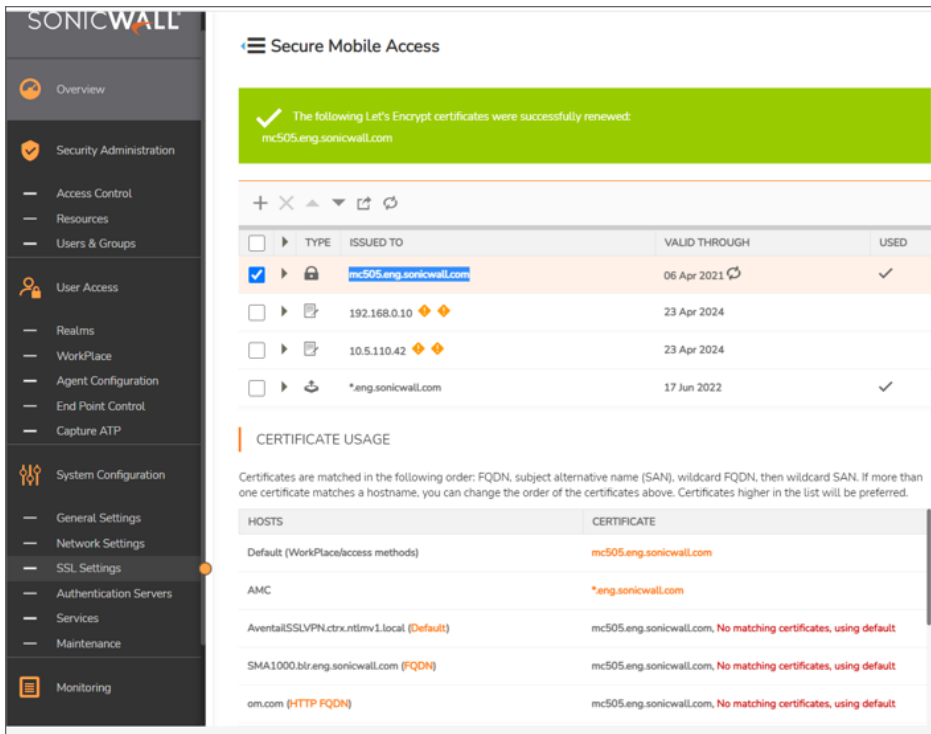 SONICWALL
Secure Mobile Access
Overview
The following Let's Encrypt certificates were successfully renewed:
mc505.eng.sonicwall.com
Security Administration
Access Control
Resources
Users & Groups
TYPE ISSUED TO VALID THROUGH USED
mc505.eng.sonicwall.com 06 Apr 2021
User Access
192.168.0.10 23 Apr 2024
Realms
WorkPlace
10.5.110.42 23 Apr 2024
Agent Configuration
*.eng.sonicwall.com 17 Jun 2022
End Point Control
Capture ATP
CERTIFICATE USAGE
System Configuration
Certificates are matched in the following order: FQDN, subject alternative name (SAN), wildcard FQDN, then wildcard SAN. If more than
one certificate matches a hostname, you can change the order of the certificates above. Certificates higher in the list will be preferred.
General Settings
HOSTS CERTIFICATE
Network Settings
Default (WorkPlace/access methods) mc505.eng.sonicwall.com
SSL Settings
Authentication Servers
AMC *.eng.sonicwall.com
Services
AventailSSLVPN.ctrx.ntlmv1.local (Default) mc505.eng.sonicwall.com, No matching certificates, using default
Maintenance
SMA1000.blr.eng.sonicwall.com (FQDN) mc505.eng.sonicwall.com, No matching certificates, using default
Monitoring
om.com (HTTP FQDN) mc505.eng.sonicwall.com, No matching certificates, using default